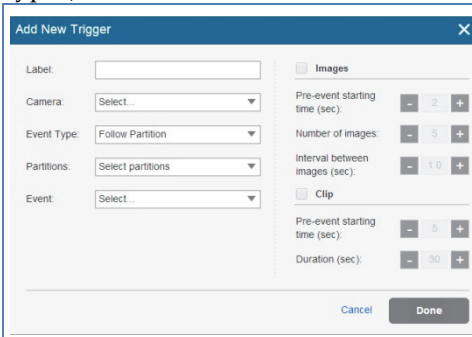 Add New Trigger
Label:
Camera: Select...
Event Type: Follow Partition
Partitions: Select partitions
Event: Select...
Images
Pre-event starting
time (sec): - 2 +
Number of images: - 5 +
Interval between
images (sec): - 1.0 +
Clip
Pre-event starting
time (sec): - 5 +
Duration (sec): - 30 +
Cancel Done